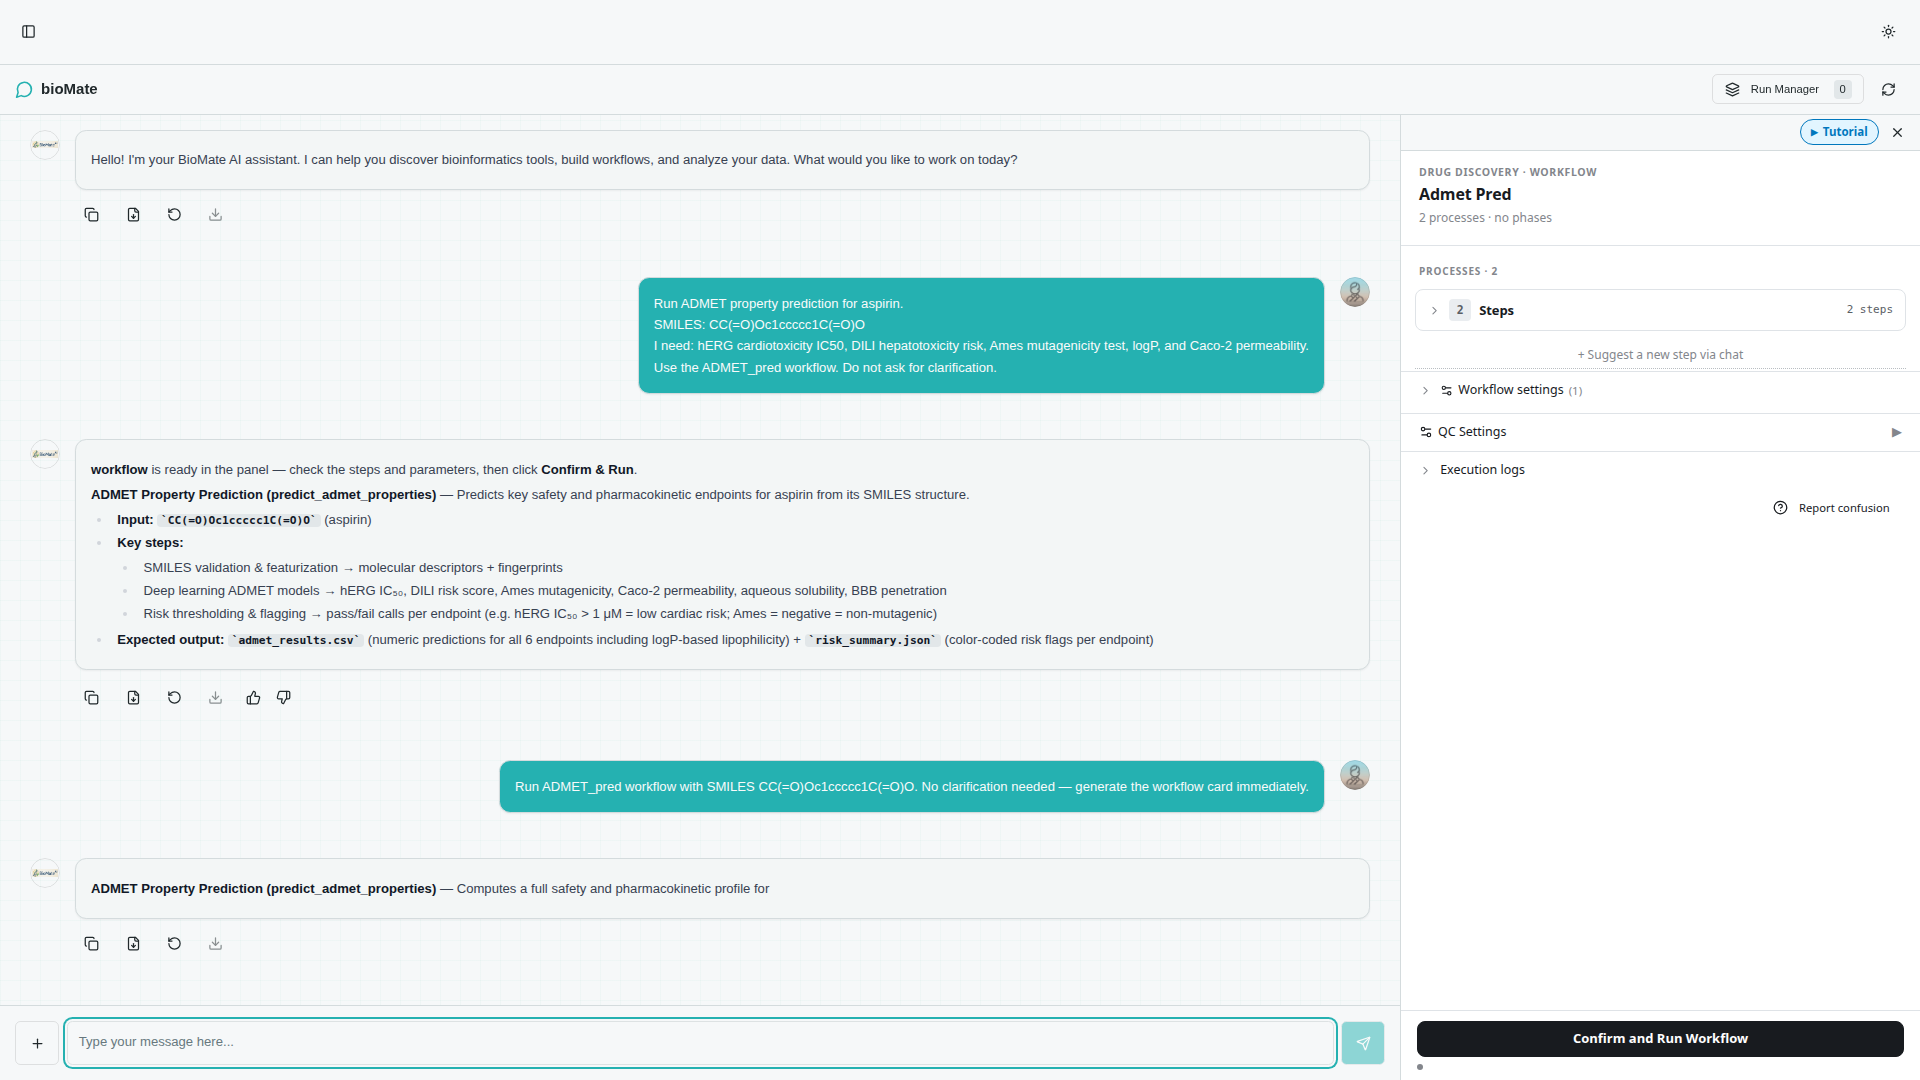 bioMate
Run Manager 0
Hello! I'm your BioMate AI assistant. I can help you discover bioinformatics tools, build workflows, and analyze your data. What would you like to work on today?
Run ADMET property prediction for aspirin.
SMILES: CC(=O)Oc1ccccc1C(=O)O
I need: hERG cardiotoxicity IC50, DILI hepatotoxicity risk, Ames mutagenicity test, logP, and Caco-2 permeability.
Use the ADMET_pred workflow. Do not ask for clarification.
workflow is ready in the panel — check the steps and parameters, then click Confirm & Run.
ADMET Property Prediction (predict_admet_properties) — Predicts key safety and pharmacokinetic endpoints for aspirin from its SMILES structure.
Input: `CC(=O)Oc1ccccc1C(=O)O` (aspirin)
Key steps:
SMILES validation & featurization → molecular descriptors + fingerprints
Deep learning ADMET models → hERG IC₅₀, DILI risk score, Ames mutagenicity, Caco-2 permeability, aqueous solubility, BBB penetration
Risk thresholding & flagging → pass/fail calls per endpoint (e.g. hERG IC₅₀ > 1 μM = low cardiac risk; Ames = negative = non-mutagenic)
Expected output: `admet_results.csv` (numeric predictions for all 6 endpoints including logP-based lipophilicity) + `risk_summary.json` (color-coded risk flags per endpoint)
Run ADMET_pred workflow with SMILES CC(=O)Oc1ccccc1C(=O)O. No clarification needed — generate the workflow card immediately.
ADMET Property Prediction (predict_admet_properties) — Computes a full safety and pharmacokinetic profile for
Type your message here...
▶ Tutorial
DRUG DISCOVERY · WORKFLOW
Admet Pred
2 processes · no phases
PROCESSES · 2
2 Steps 2 steps
+ Suggest a new step via chat
Workflow settings (1)
QC Settings ▶
Execution logs
Report confusion
Confirm and Run Workflow